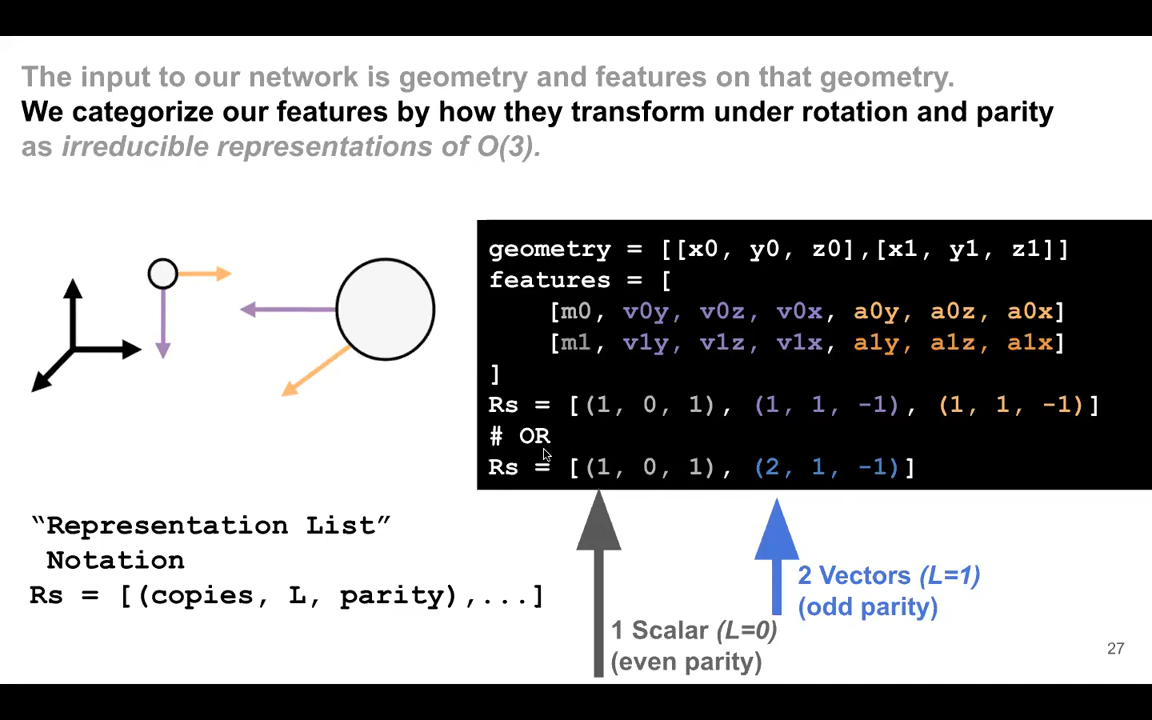 The input to our network is geometry and features on that geometry.
We categorize our features by how they transform under rotation and parity
as irreducible representations of O(3).
geometry = [[x0, y0, z0],[x1, y1, z1]]
features = [
[m0, v0y, v0z, v0x, a0y, a0z, a0x]
[m1, v1y, v1z, v1x, a1y, a1z, a1x]
]
Rs = [(1, 0, 1), (1, 1, -1), (1, 1, -1)]
# OR
Rs = [(1, 0, 1), (2, 1, -1)]
“Representation List”
Notation
Rs = [(copies, L, parity),...]
2 Vectors (L=1)
(odd parity)
1 Scalar (L=0)
(even parity)
27